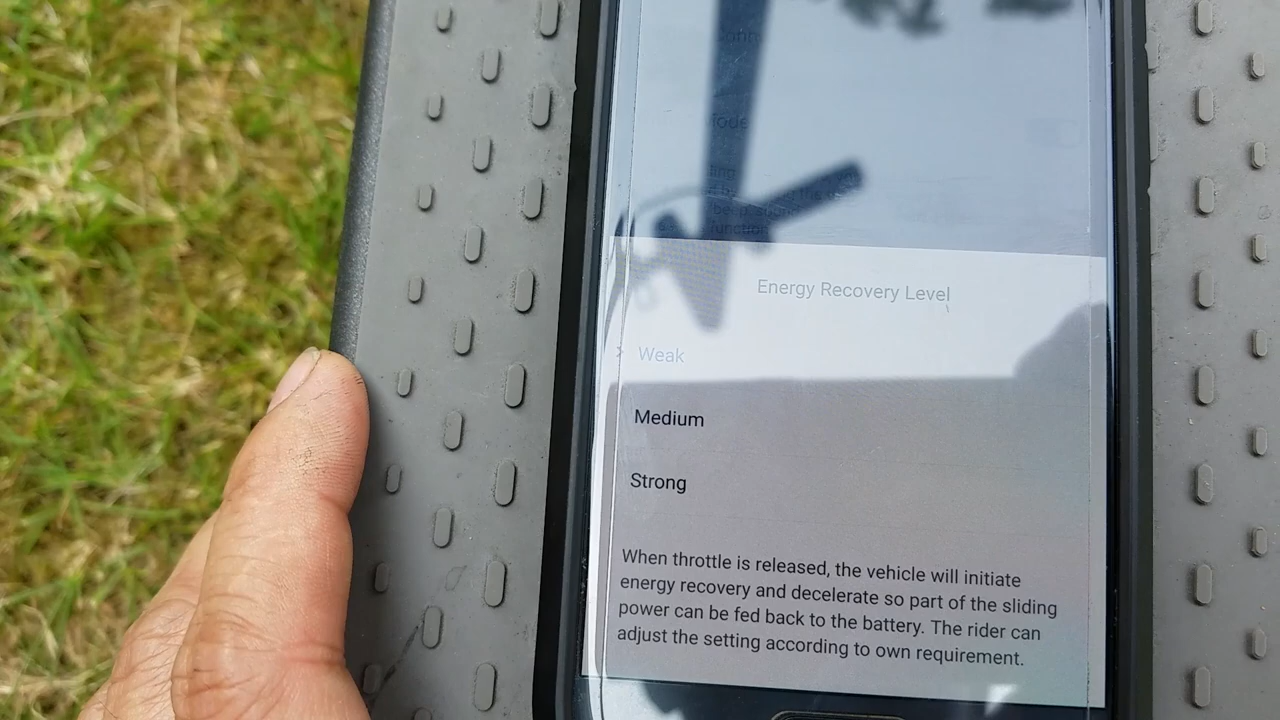 Energy Recovery Level
Weak
Medium
Strong
When throttle is released, the vehicle will initiate
energy recovery and decelerate so part of the sliding
power can be fed back to the battery. The rider can
adjust the setting according to own requirement.